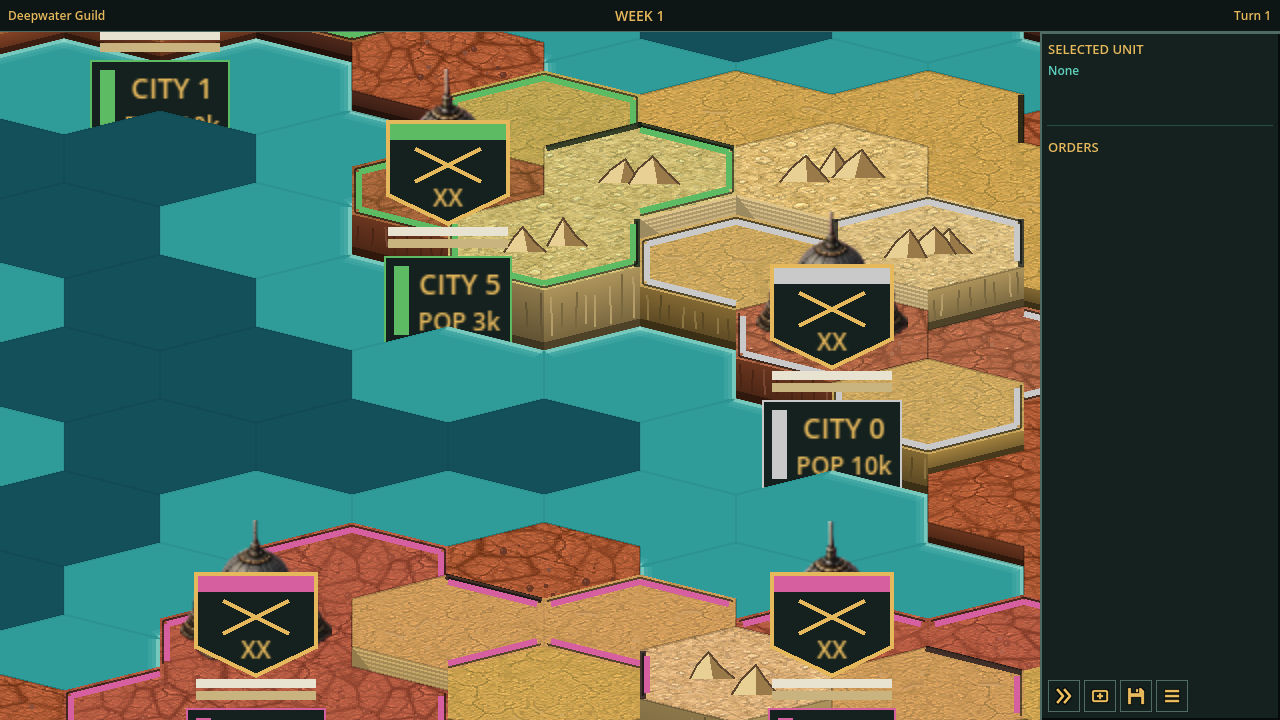 Deepwater Guild
WEEK 1
Turn 1
SELECTED UNIT
None
ORDERS
CITY 1
XX
CITY 5
POP 3k
XX
CITY 0
POP 10k
XX
XX